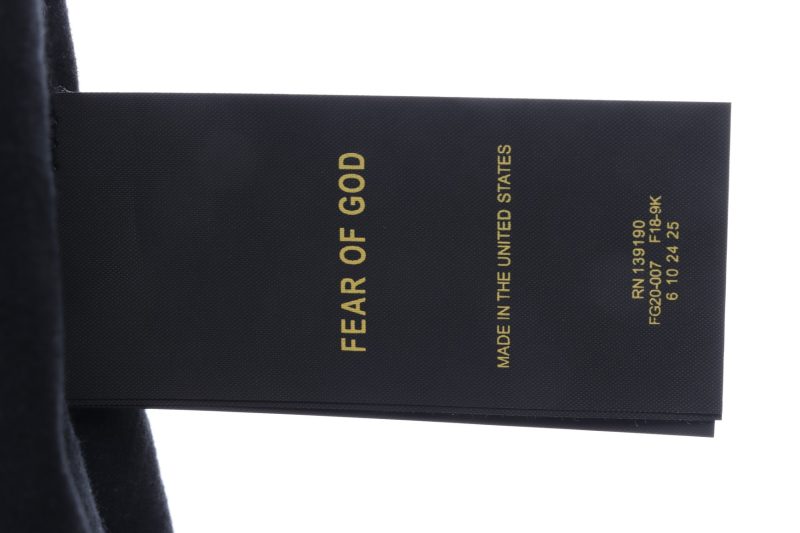 FEAR OF GOD
MADE IN THE UNITED STATES
RN 139190
FG20-007 F18-9K
6 10 24 25